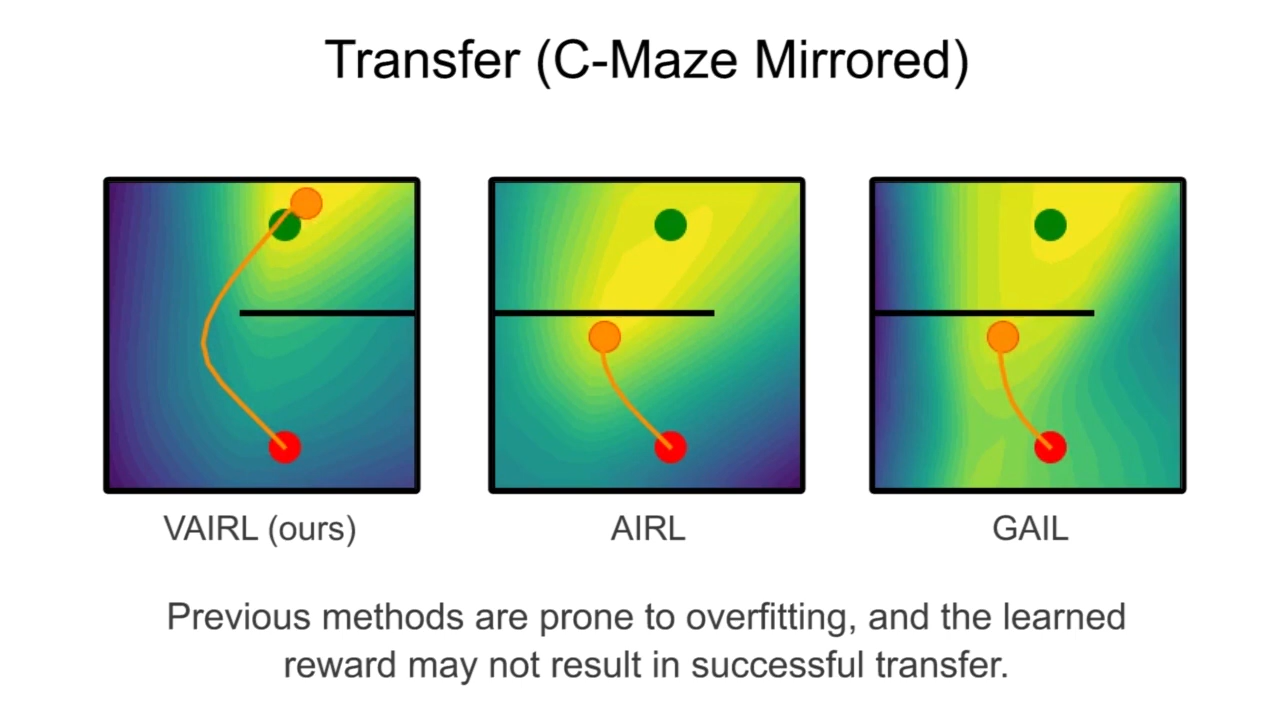 Transfer (C-Maze Mirrored)
VAIRL (ours)
AIRL
GAIL
Previous methods are prone to overfitting, and the learned
reward may not result in successful transfer.